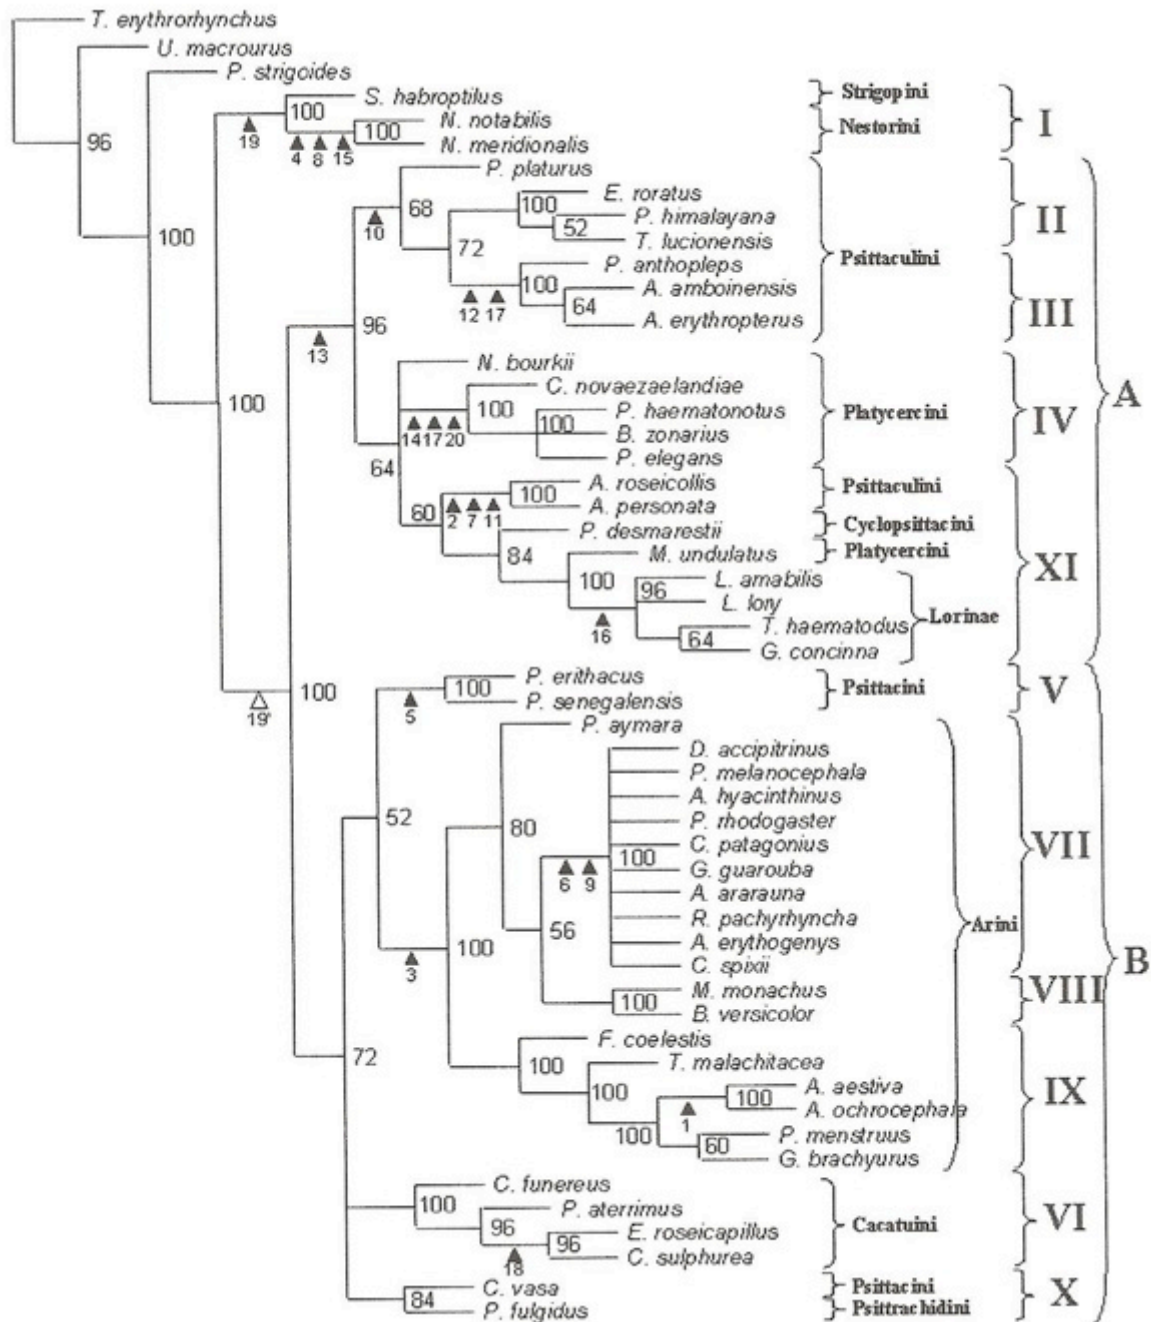 T. erythrorhynchus
U. macrourus
P. strigoides
S. habroptilus
Strigopini
100
N. notabilis
I
19
100
Nestorini
96
4 8 15
N. meridionalis
P. platurus
A
E. roratus
100
100
68
P. himalayana
II
10
52
72
T. lucionensis
Psittaculini
P. anthopleps
100
A. amboinensis
12 17
64
III
96
A. erythropterus
13
N. bourkii
C. novaezaelandiae
100
100
P. haematonotus
Platycercini
IV
14 17 20
100
B. zonarius
64
P. elegans
A. roseicollis
Psittaculini
100
60
A. personata
2 7 11
P. desmarestii
Cyclopsittacini
84
M. undulatus
Platycercini
XI
100
L. amabilis
96
L. lory
Lorinae
16
T. haematodus
64
G. concinna
P. erithacus
100
100
Psittacini
V
19'
5
P. senegalensis
P. aymara
D. accipitrinus
P. melanocephala
A. hyacinthinus
52
80
P. rhodogaster
C. patagonius
VII
100
6 9
G. guarouba
A. ararauna
R. pachyrhyncha
Arini
56
100
A. erythogenys
B
3
C. spixii
M. monachus
VIII
100
B. versicolor
F. coelestis
72
100
T. malachitacea
100
A. aestiva
IX
100
A. ochrocephala
1
100
P. menstruus
60
G. brachyurus
C. funereus
100
P. aterrimus
VI
96
E. roseicapillus
Cacatuini
96
18
C. sulphurea
C. vasa
Psittacini
84
X
P. fulgidus
Psittrachidini